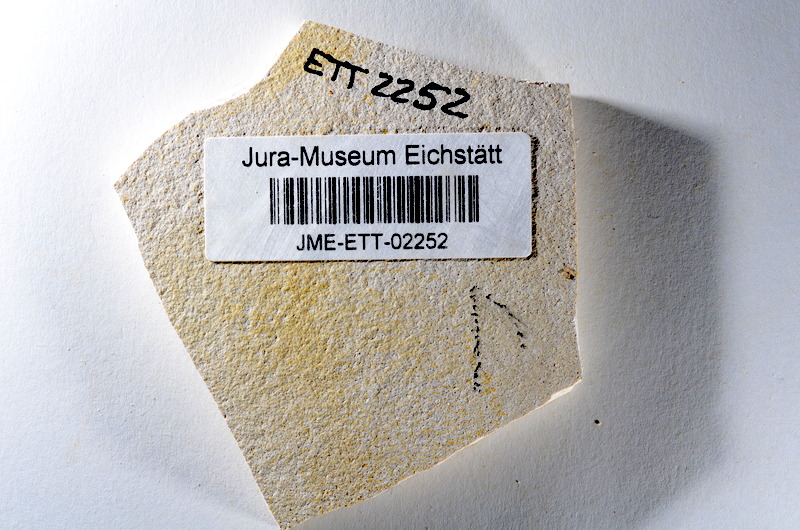 ETT 2252
Jura-Museum Eichstätt
JME-ETT-02252